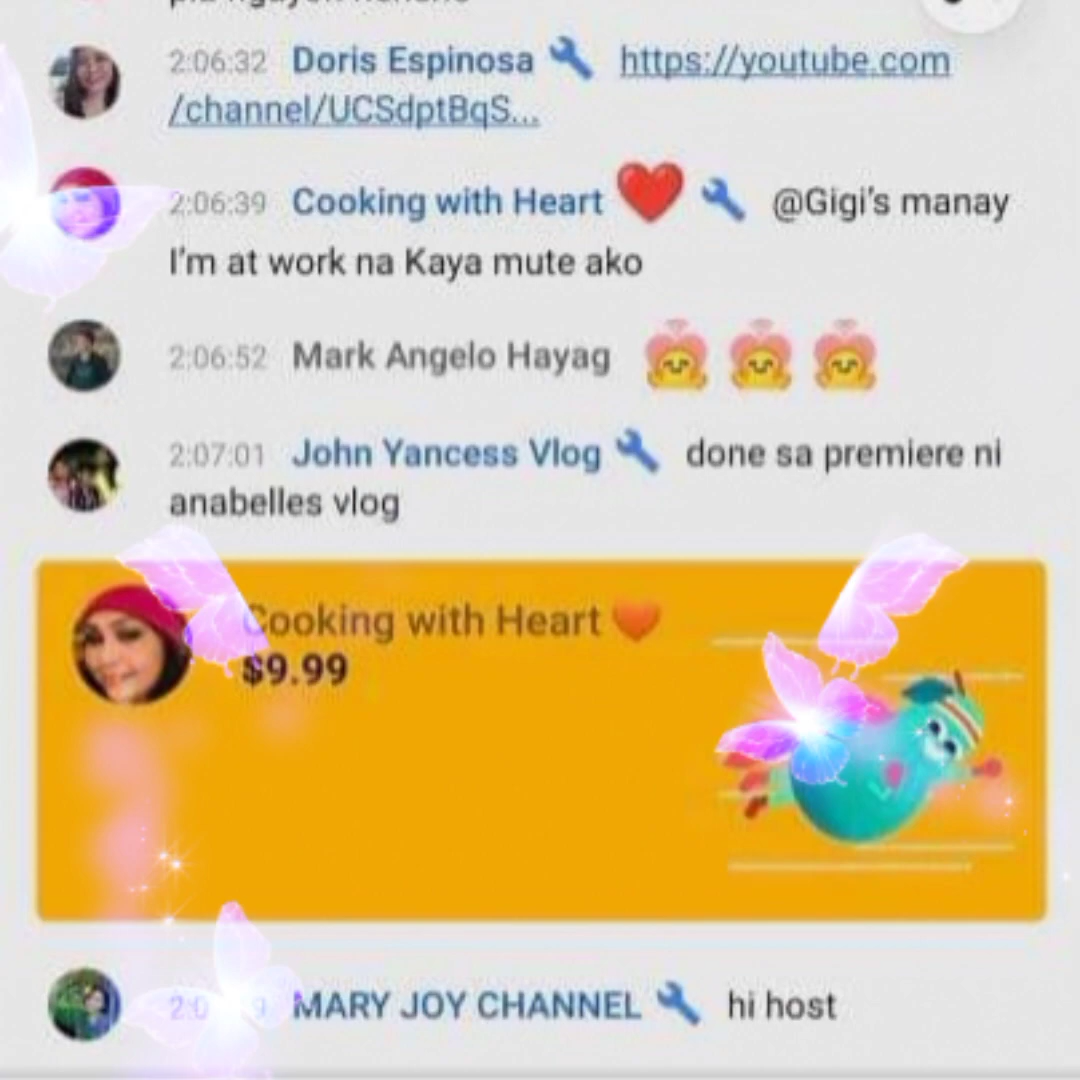 2:06:32 Doris Espinosa https://youtube.com
/channel/UCSdptBqS...
2:06:39 Cooking with Heart @Gigi's manay
I'm at work na Kaya mute ako
2:06:52 Mark Angelo Hayag
2:07:01 John Yancess Vlog done sa premiere ni
anabelles vlog
Cooking with Heart
$9.99
MARY JOY CHANNEL hi host